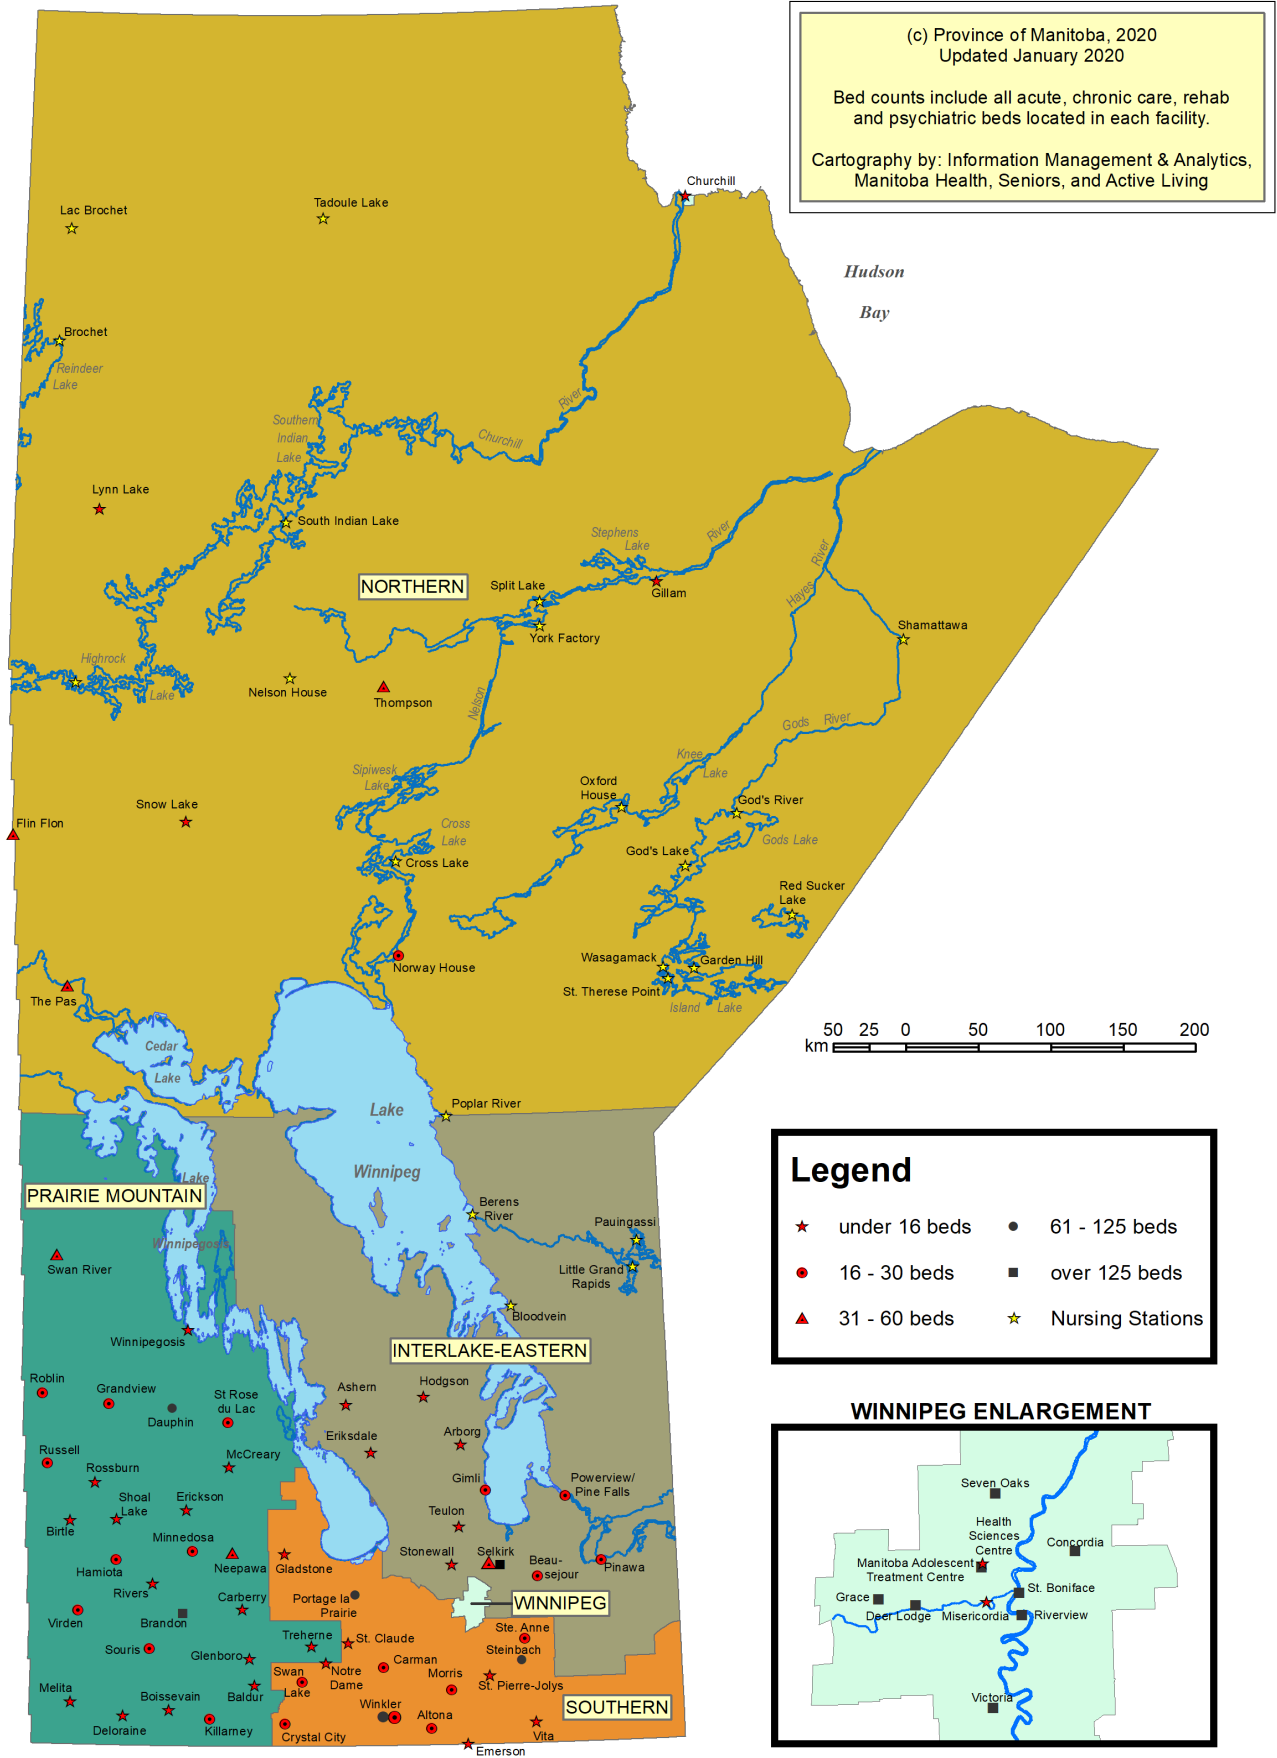 (c) Province of Manitoba, 2020
Updated January 2020
Bed counts include all acute, chronic care, rehab
and psychiatric beds located in each facility.
Cartography by: Information Management & Analytics,
Manitoba Health, Seniors, and Active Living
Churchill
Lac Brochet
Tadoule Lake
Hudson
Bay
Brochet
Reindeer
Lake
River
Southern
Indian
Lake
Churchill
Lynn Lake
South Indian Lake
Stephens
Lake
River
River
Hayes
NORTHERN
Split Lake
Gillam
York Factory
Shamattawa
Highrock
Lake
Nelson House
Thompson
Nelson
Gods River
Knee
Lake
Sipiwesk
Lake
Oxford
House
God's River
Snow Lake
Flin Flon
Cross
Lake
Gods Lake
God's Lake
Cross Lake
Red Sucker
Lake
Wasagamack
Garden Hill
Norway House
St. Therese Point
Island Lake
The Pas
50 25 0 50 100 150 200
km
Cedar
Lake
Poplar River
Lake
Winnipeg
Lake
Winnipegosis
PRAIRIE MOUNTAIN
Berens
River
Pauingassi
Swan River
Little Grand
Rapids
Bloodvein
Winnipegosis
INTERLAKE-EASTERN
Legend
under 16 beds
61 - 125 beds
16 - 30 beds
over 125 beds
31 - 60 beds
Nursing Stations
Roblin
Grandview
Dauphin
St Rose
du Lac
Ashern
Hodgson
Eriksdale
Arborg
Russell
Rossburn
McCreary
Gimli
Powerview/
Pine Falls
Shoal
Lake
Erickson
Teulon
Birtle
Minnedosa
Stonewall
Selkirk
Hamiota
Neepawa
Gladstone
Beau-
sejour
Pinawa
Rivers
Carberry
Portage la
Prairie
WINNIPEG
Virden
Brandon
Treherne
St. Claude
Ste. Anne
Steinbach
Souris
Glenboro
Carman
Swan
Lake
Notre
Dame
Morris
St. Pierre-Jolys
Melita
Boissevain
Baldur
Winkler
SOUTHERN
Deloraine
Killarney
Crystal City
Altona
Vita
Emerson
WINNIPEG ENLARGEMENT
Seven Oaks
Health
Sciences
Centre
Concordia
Manitoba Adolescent
Treatment Centre
Grace
Deer Lodge
Misericordia
St. Boniface
Riverview
Victoria